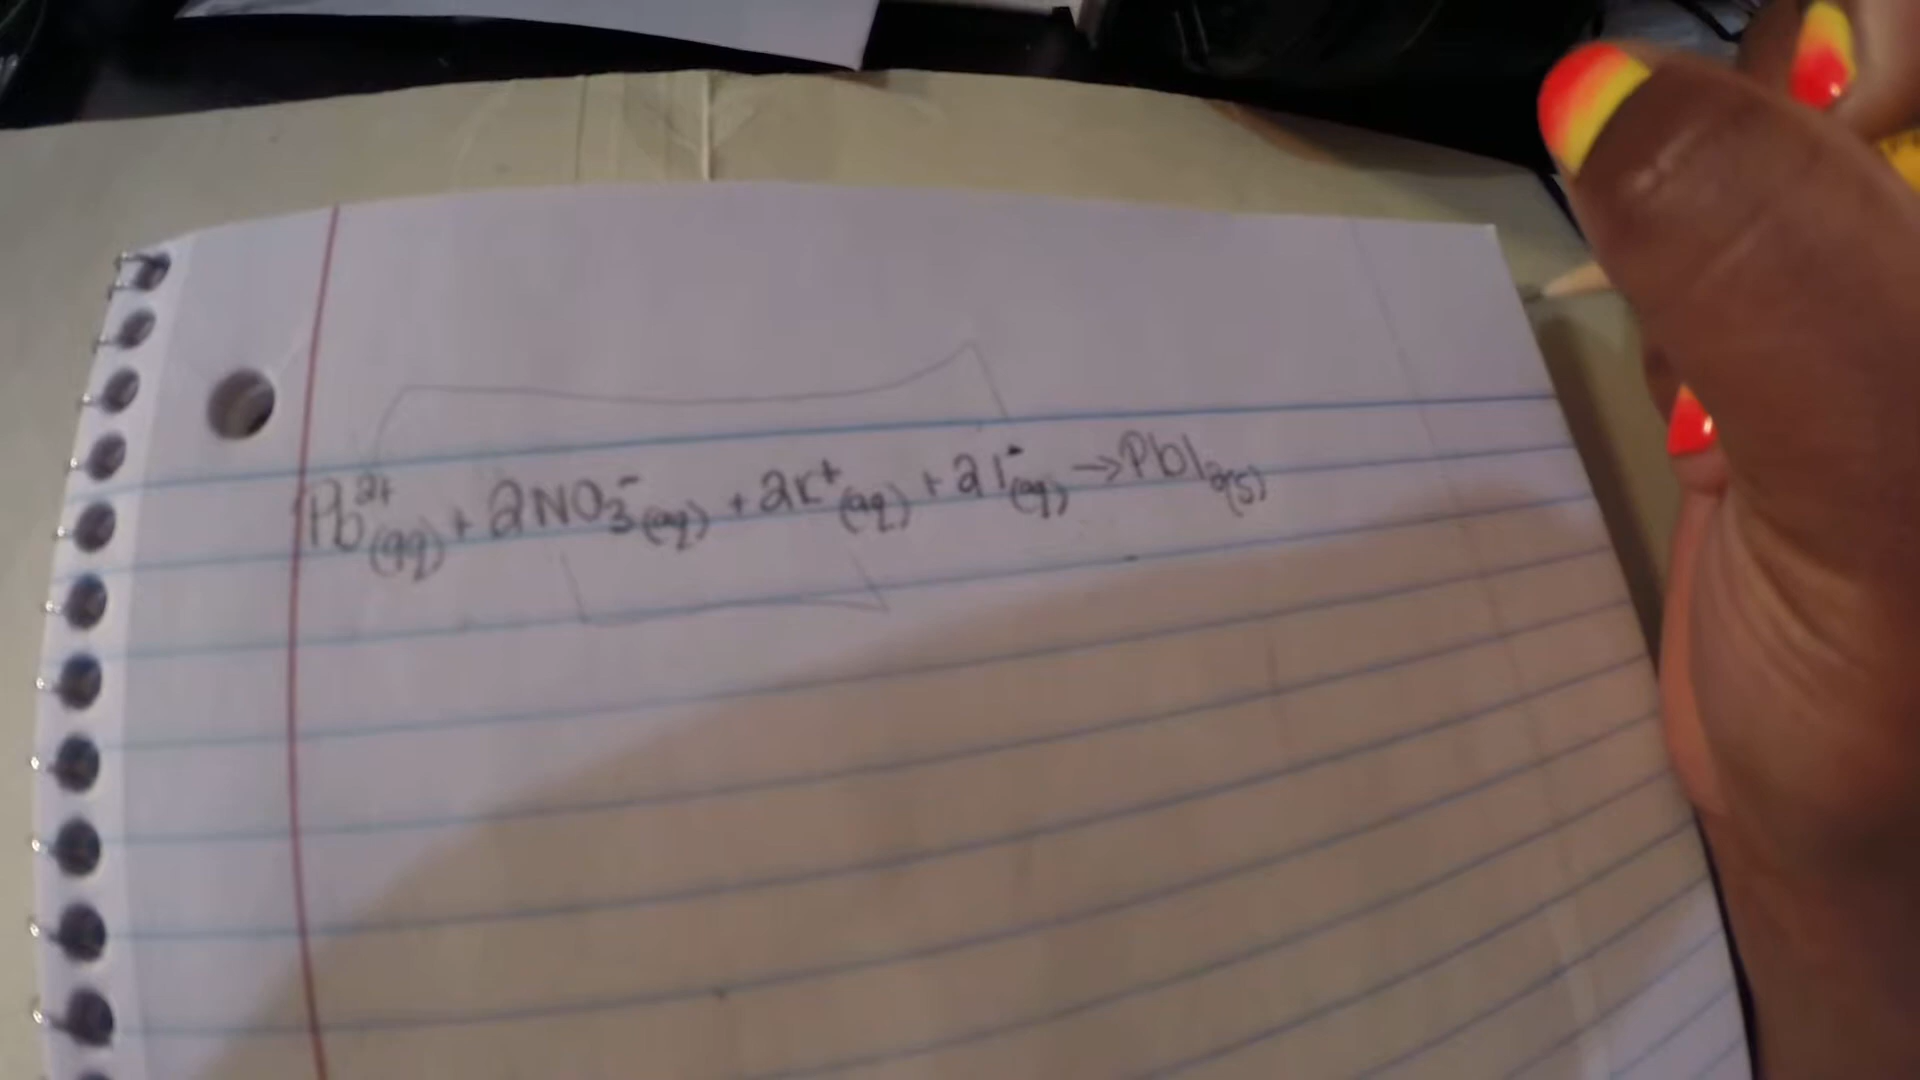 Pb²⁺(aq) + 2NO₃⁻(aq) + 2K⁺(aq) + 2I⁻(aq) → PbI₂(s)